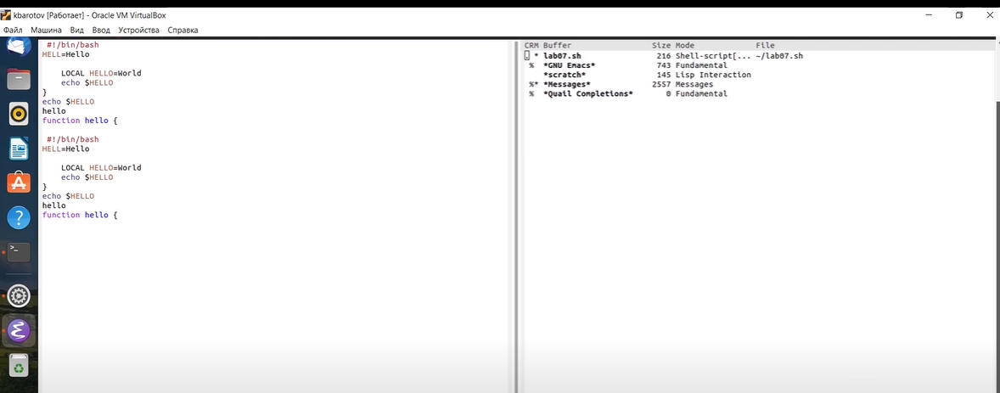 kbarotov [Работает] - Oracle VM VirtualBox
Файл Машина Вид Ввод Устройства Справка
#!/bin/bash
HELL=Hello
LOCAL HELLO=World
echo $HELLO
}
echo $HELLO
hello
function hello {
#!/bin/bash
HELL=Hello
LOCAL HELLO=World
echo $HELLO
}
echo $HELLO
hello
function hello {
CRM Buffer Size Mode File
. * lab07.sh 216 Shell-script[... ~/lab07.sh
% *GNU Emacs* 743 Fundamental
*scratch* 145 Lisp Interaction
%* *Messages* 2557 Messages
% *Quail Completions* 0 Fundamental